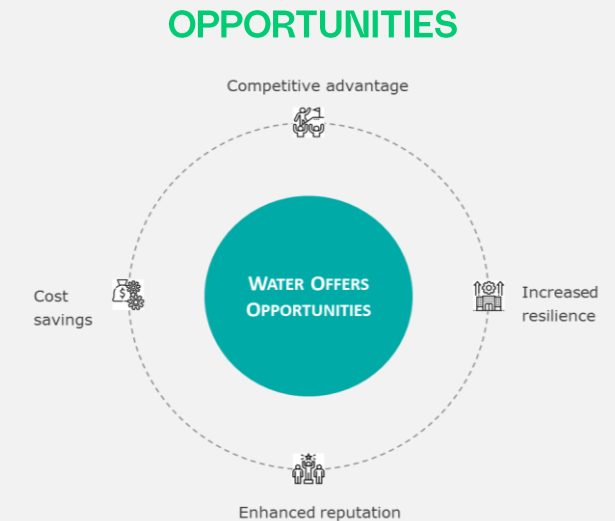 OPPORTUNITIES
Competitive advantage
WATER OFFERS
OPPORTUNITIES
Cost
savings
Increased
resilience
Enhanced reputation